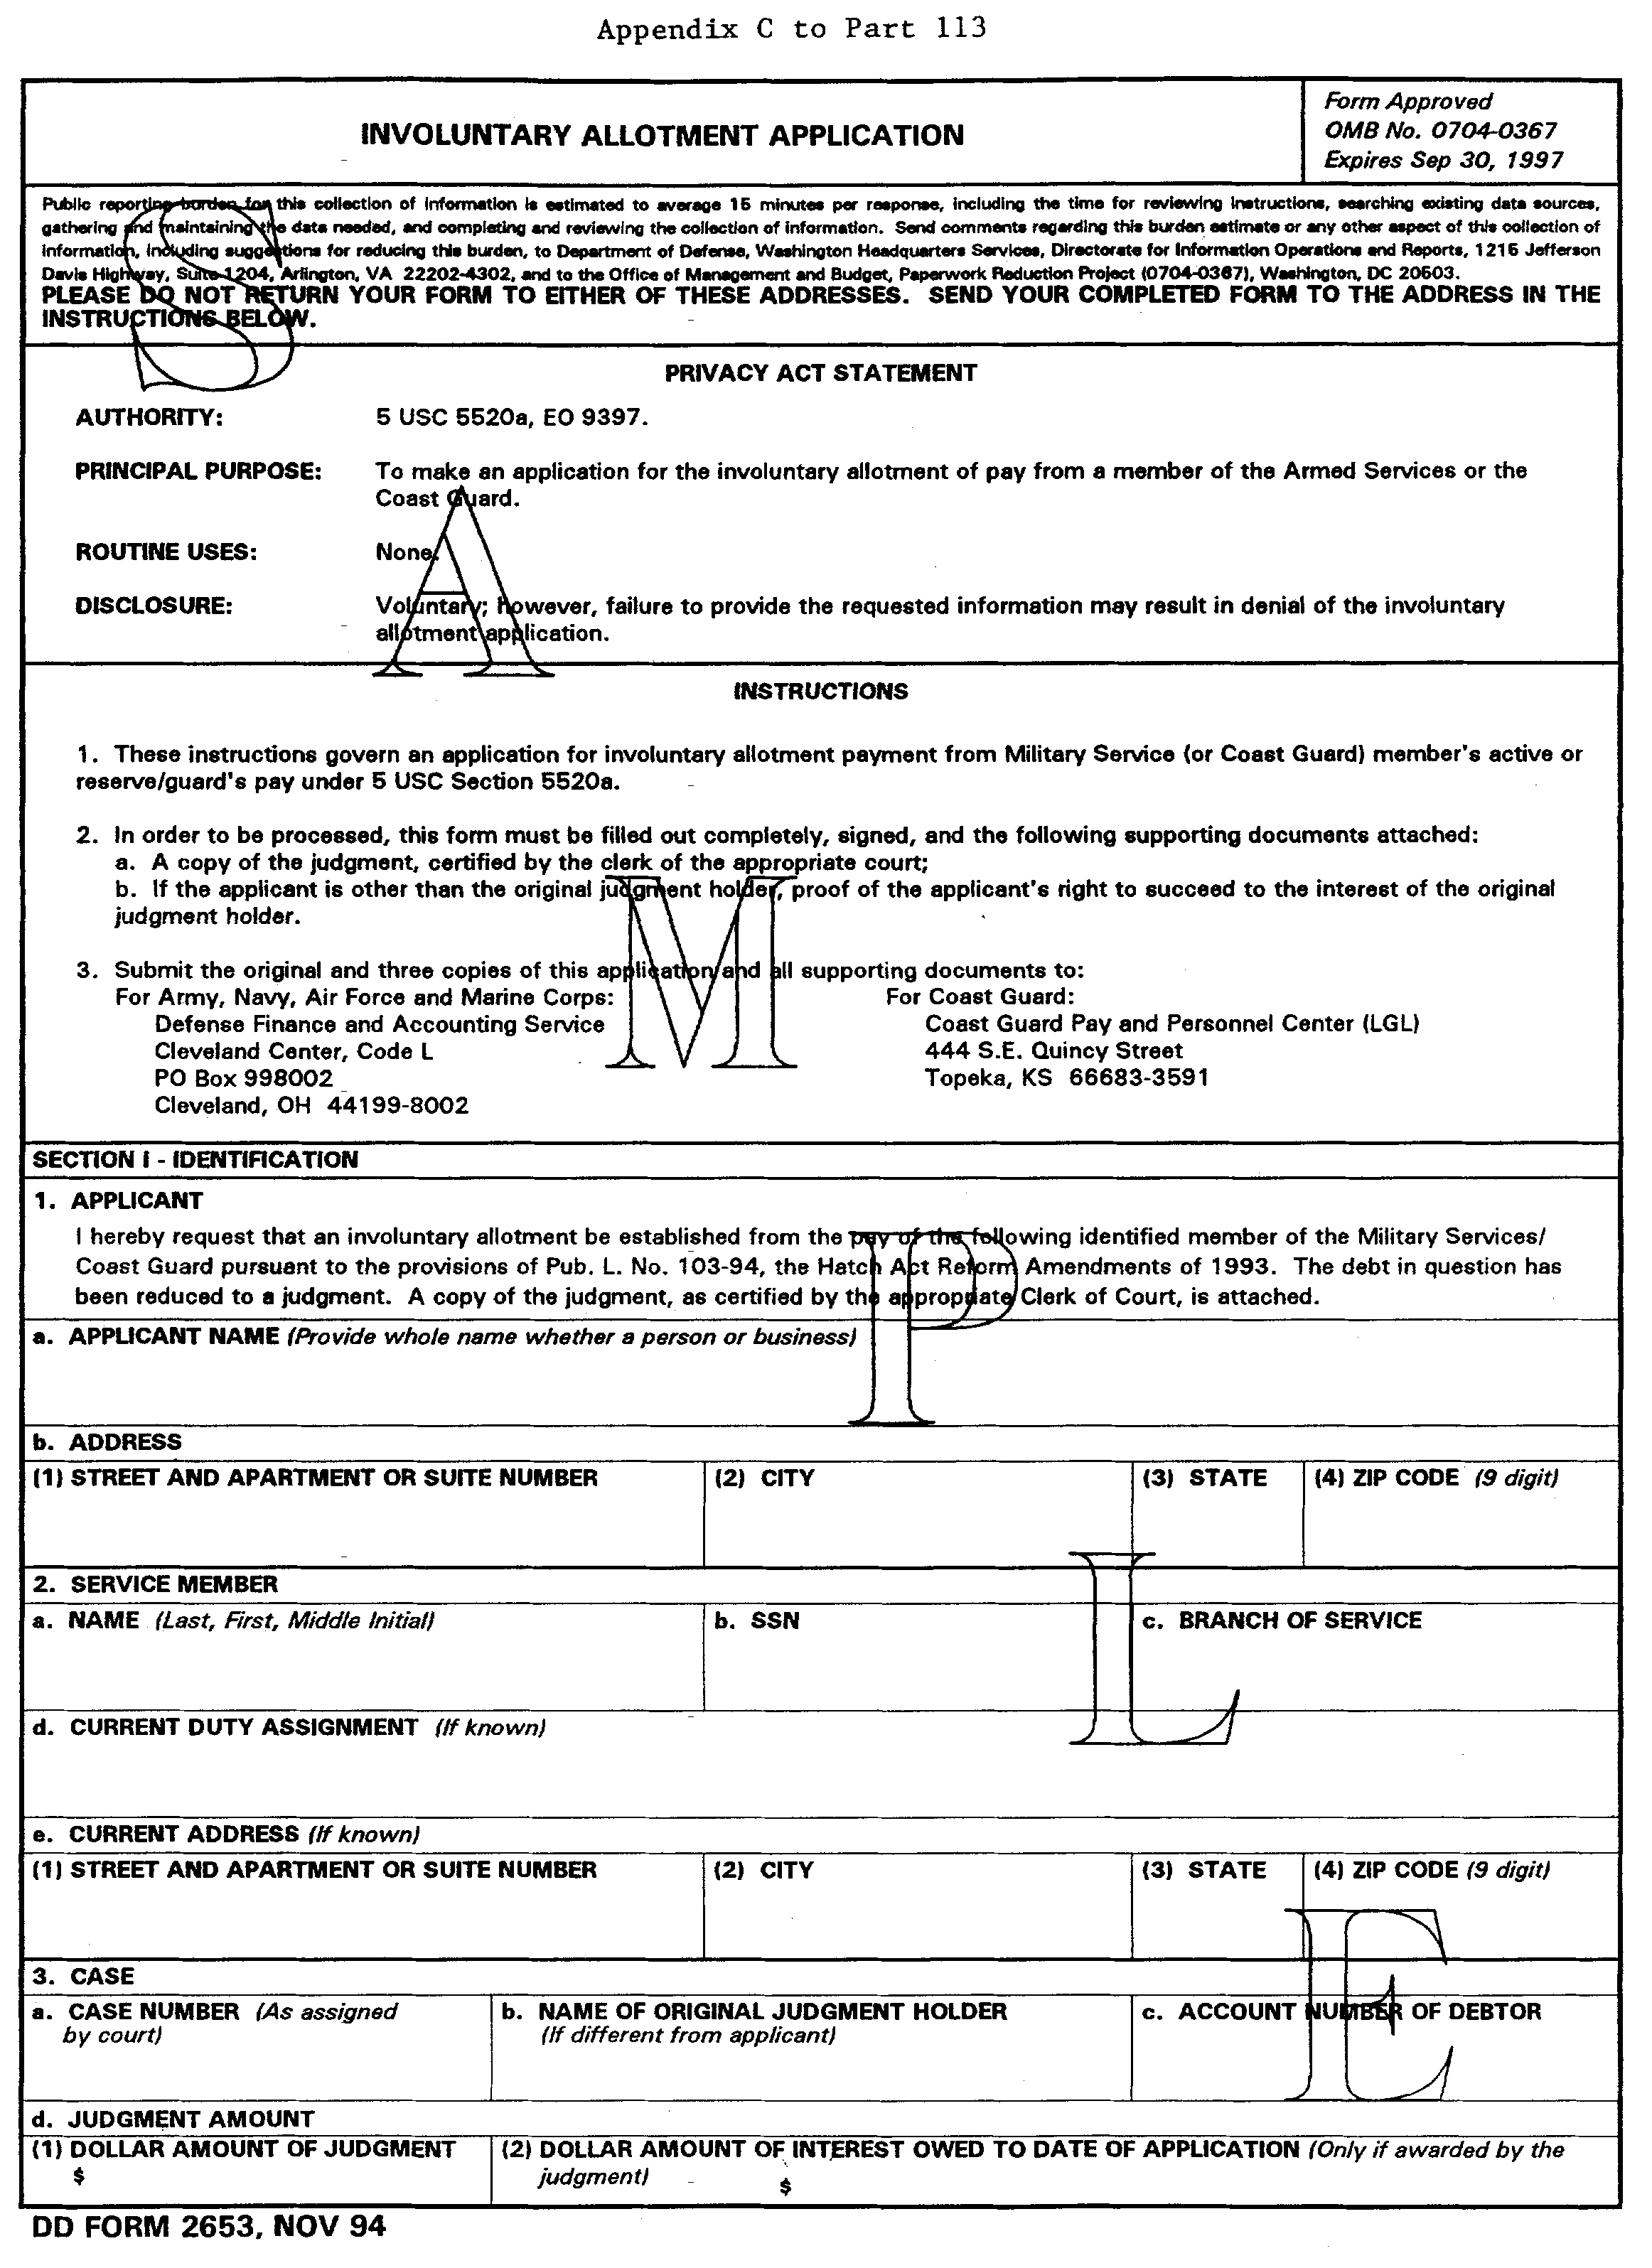 Appendix C to Part 113
INVOLUNTARY ALLOTMENT APPLICATION
Form Approved
OMB No. 0704-0367
Expires Sep 30, 1997
Public reporting burden for this collection of information is estimated to average 15 minutes per response, including the time for reviewing instructions, searching existing data sources,
gathering and maintaining the data needed, and completing and reviewing the collection of information. Send comments regarding this burden estimate or any other aspect of this collection of
information, including suggestions for reducing this burden, to Department of Defense, Washington Headquarters Services, Directorate for Information Operations and Reports, 1215 Jefferson
Davis Highway, Suite 1204, Arlington, VA 22202-4302, and to the Office of Management and Budget, Paperwork Reduction Project (0704-0367), Washington, DC 20503.
PLEASE DO NOT RETURN YOUR FORM TO EITHER OF THESE ADDRESSES. SEND YOUR COMPLETED FORM TO THE ADDRESS IN THE
INSTRUCTIONS BELOW.
PRIVACY ACT STATEMENT
AUTHORITY: 5 USC 5520a, EO 9397.
PRINCIPAL PURPOSE: To make an application for the involuntary allotment of pay from a member of the Armed Services or the
Coast Guard.
ROUTINE USES: None.
DISCLOSURE: Voluntary; however, failure to provide the requested information may result in denial of the involuntary
allotment application.
INSTRUCTIONS
1. These instructions govern an application for involuntary allotment payment from Military Service (or Coast Guard) member's active or
reserve/guard's pay under 5 USC Section 5520a.
2. In order to be processed, this form must be filled out completely, signed, and the following supporting documents attached:
a. A copy of the judgment, certified by the clerk of the appropriate court;
b. If the applicant is other than the original judgment holder, proof of the applicant's right to succeed to the interest of the original
judgment holder.
3. Submit the original and three copies of this application and all supporting documents to:
For Army, Navy, Air Force and Marine Corps: For Coast Guard:
Defense Finance and Accounting Service Coast Guard Pay and Personnel Center (LGL)
Cleveland Center, Code L 444 S.E. Quincy Street
PO Box 998002 Topeka, KS 66683-3591
Cleveland, OH 44199-8002
SECTION I - IDENTIFICATION
1. APPLICANT
I hereby request that an involuntary allotment be established from the pay of the following identified member of the Military Services/
Coast Guard pursuant to the provisions of Pub. L. No. 103-94, the Hatch Act Reform Amendments of 1993. The debt in question has
been reduced to a judgment. A copy of the judgment, as certified by the appropriate Clerk of Court, is attached.
a. APPLICANT NAME (Provide whole name whether a person or business)
b. ADDRESS
(1) STREET AND APARTMENT OR SUITE NUMBER (2) CITY (3) STATE (4) ZIP CODE (9 digit)
2. SERVICE MEMBER
a. NAME (Last, First, Middle Initial) b. SSN c. BRANCH OF SERVICE
d. CURRENT DUTY ASSIGNMENT (If known)
e. CURRENT ADDRESS (If known)
(1) STREET AND APARTMENT OR SUITE NUMBER (2) CITY (3) STATE (4) ZIP CODE (9 digit)
3. CASE
a. CASE NUMBER (As assigned b. NAME OF ORIGINAL JUDGMENT HOLDER c. ACCOUNT NUMBER OF DEBTOR
by court) (If different from applicant)
d. JUDGMENT AMOUNT
(1) DOLLAR AMOUNT OF JUDGMENT (2) DOLLAR AMOUNT OF INTEREST OWED TO DATE OF APPLICATION (Only if awarded by the
$ judgment) $
DD FORM 2653, NOV 94
SAMPLE